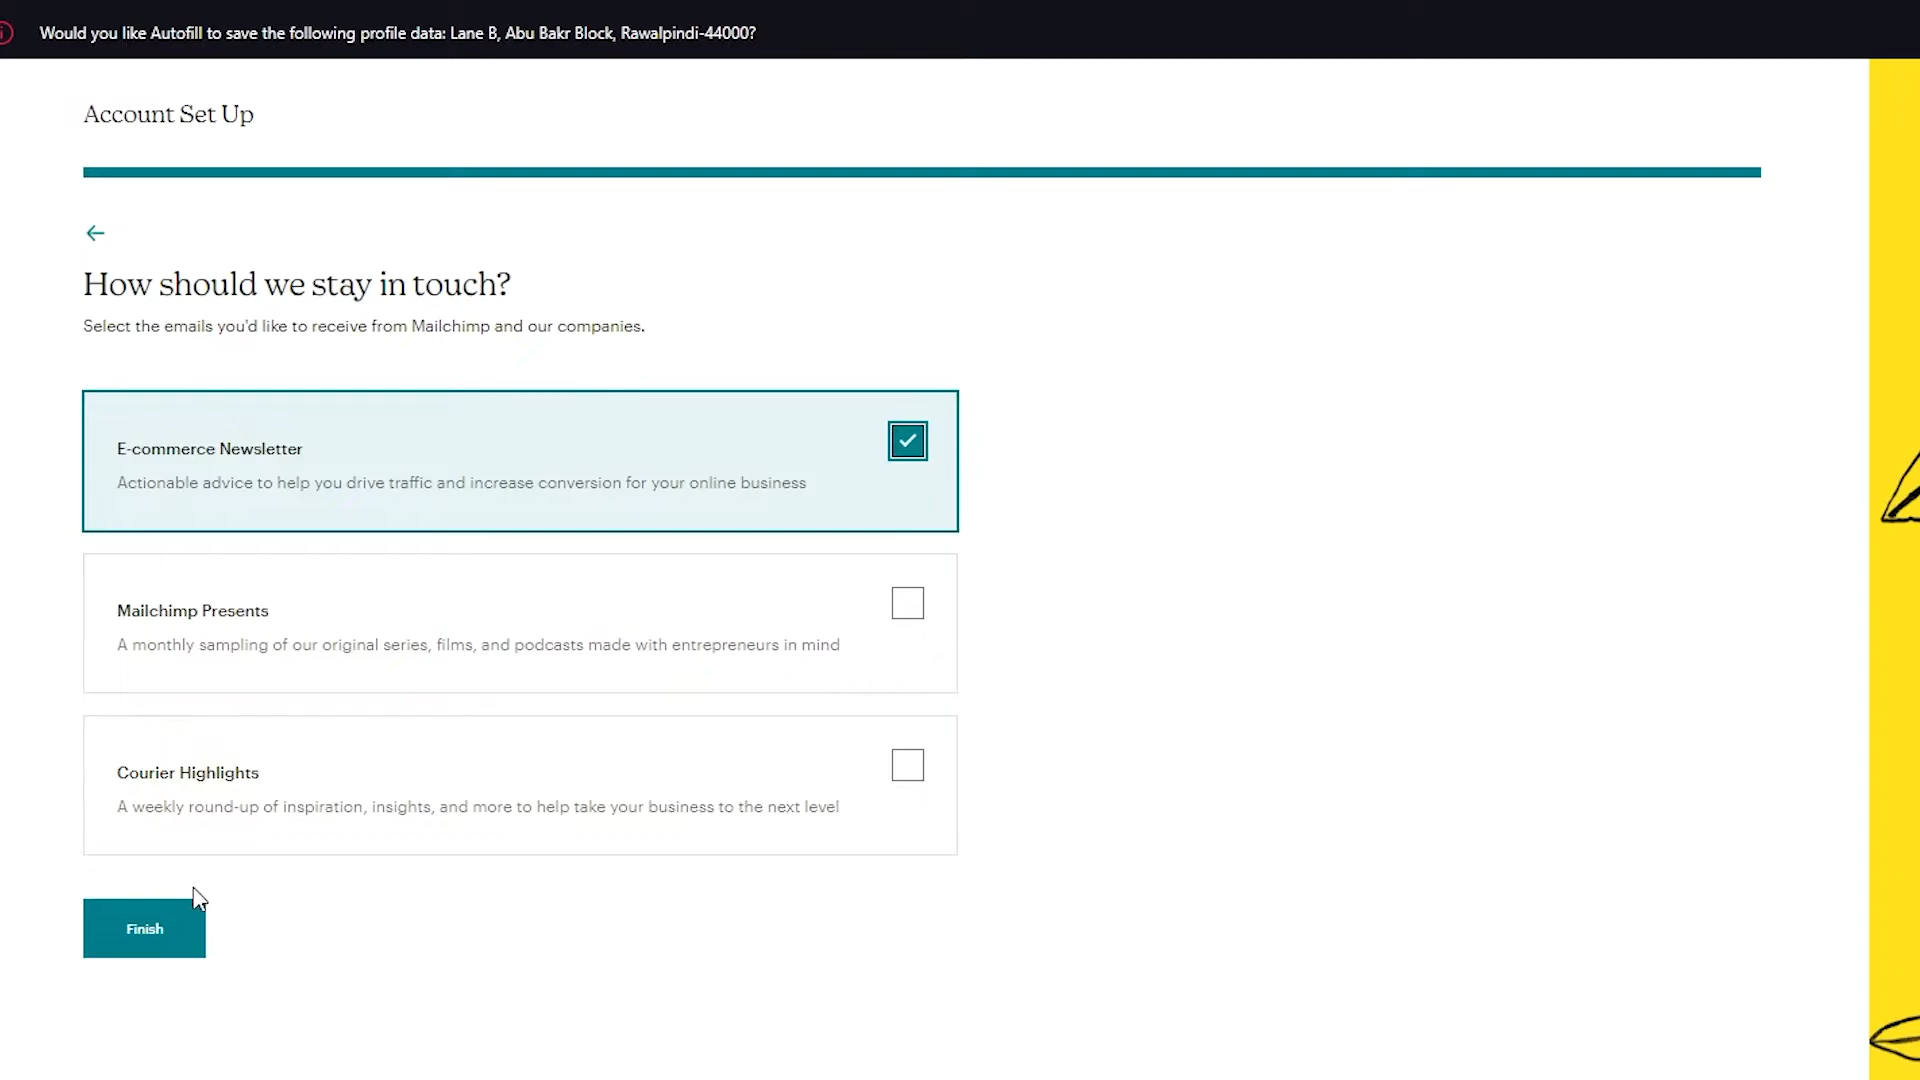 Would you like Autofill to save the following profile data: Lane B, Abu Bakr Block, Rawalpindi-44000?
Account Set Up
How should we stay in touch?
Select the emails you'd like to receive from Mailchimp and our companies.
E-commerce Newsletter
Actionable advice to help you drive traffic and increase conversion for your online business
Mailchimp Presents
A monthly sampling of our original series, films, and podcasts made with entrepreneurs in mind
Courier Highlights
A weekly round-up of inspiration, insights, and more to help take your business to the next level
Finish